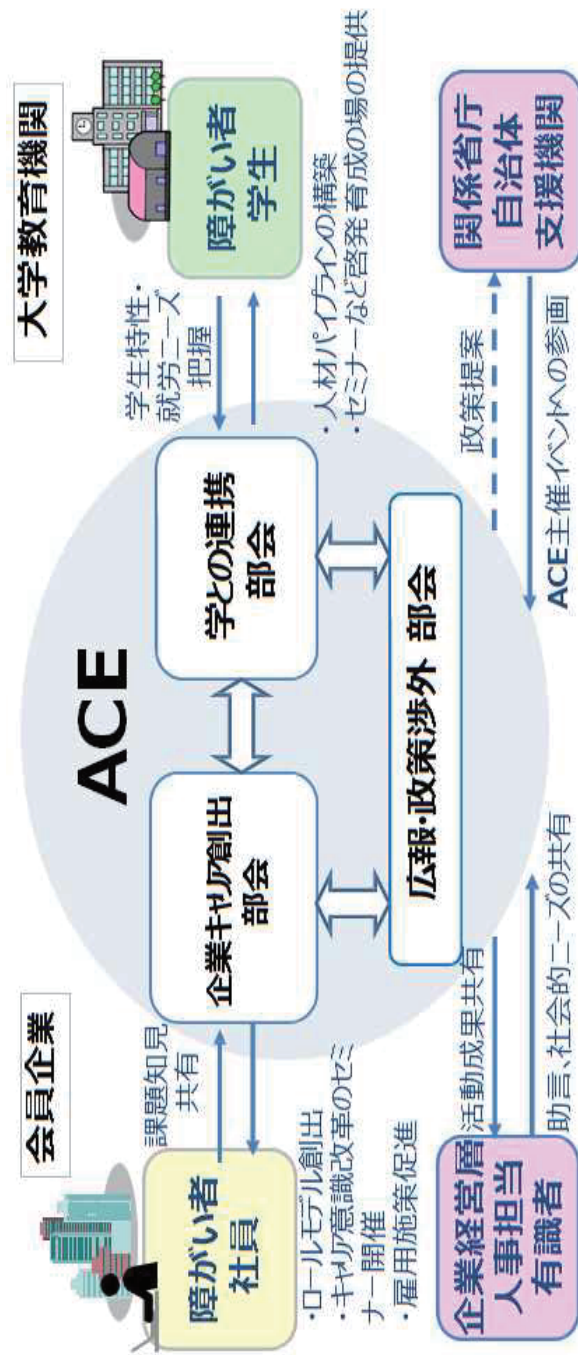 会員企業
大学教育機関
ACE
障がい者
社員
課題知見
共有
・ロールモデル創出
・キャリア意識改革のセミ
ナー開催
・雇用施策促進
企業キャリア創出
部会
学との連携
部会
学生特性・
就労ニーズ
把握
障がい者
学生
・人材パイプラインの構築
・セミナーなど啓発育成の場の提供
広報・政策渉外 部会
企業経営層
人事担当
有識者
活動成果共有
助言、社会的ニーズの共有
政策提案
ACE主催イベントへの参画
関係省庁
自治体
支援機関